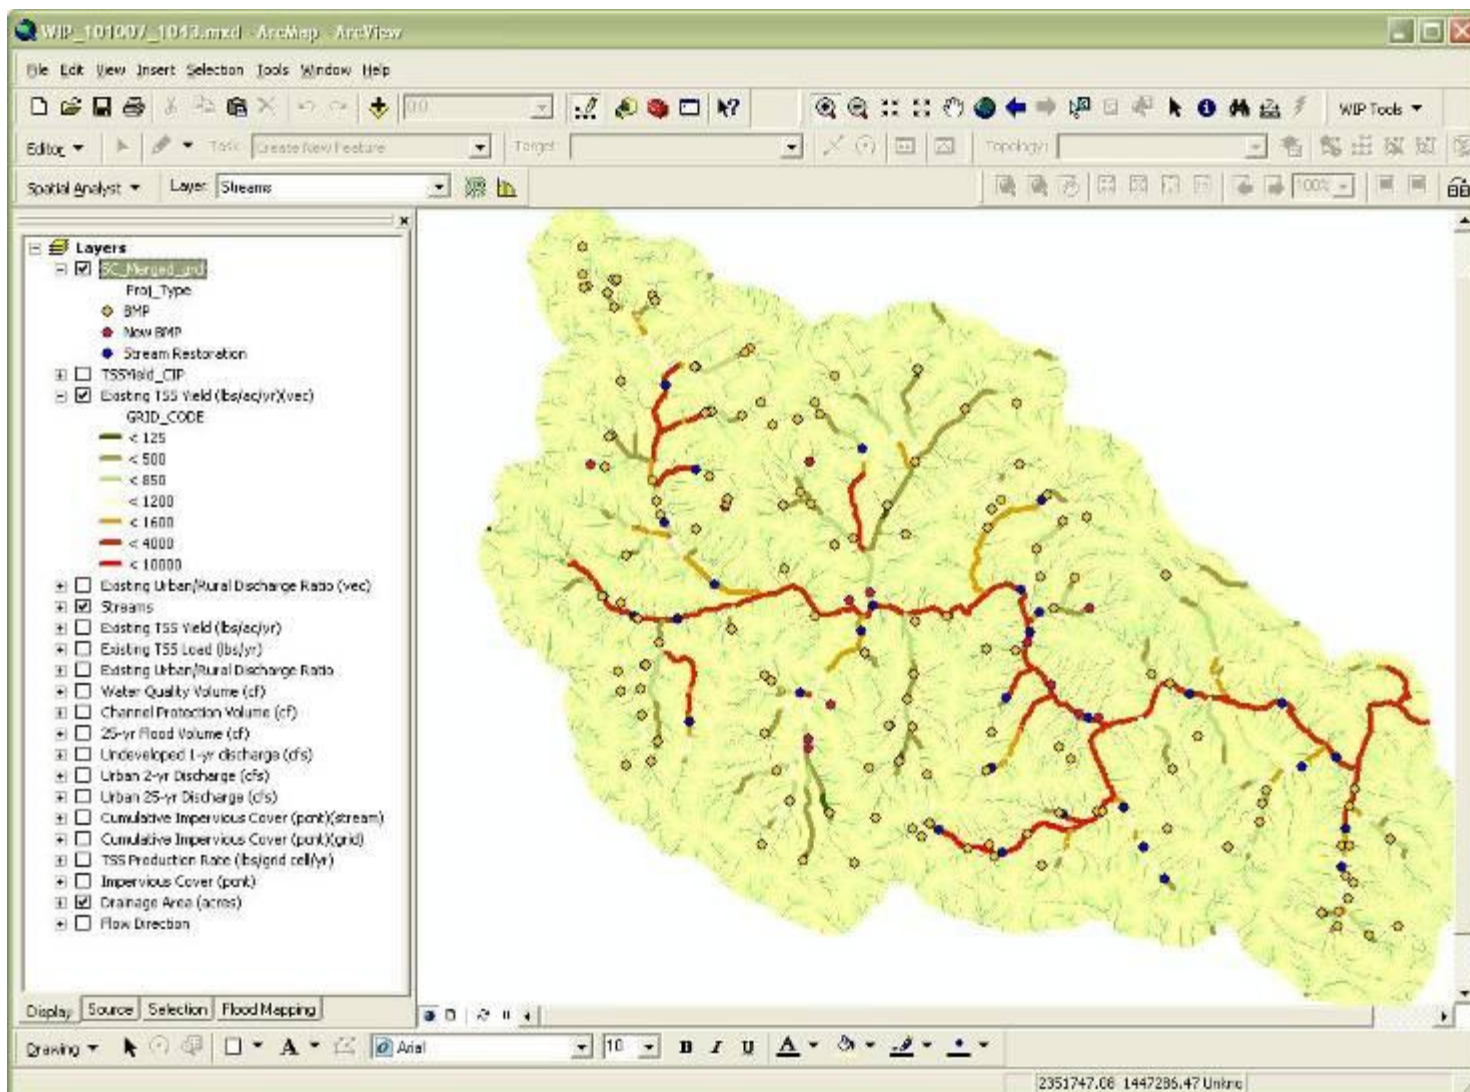 WIP_101007_1043.mxd - ArcMap - ArcView
File Edit View Insert Selection Tools Window Help
WIP Tools
Editor Task: Create New Feature Target: Topology:
Spatial Analyst Layer: Streams 100%
Layers
SC_Merged_grd
Proj_Type
BMP
New BMP
Stream Restoration
TSSYield_CIP
Existing TSS Yield (lbs/ac/yr)(vec)
GRID_CODE
< 125
< 500
< 850
< 1200
< 1600
< 4000
< 10000
Existing Urban/Rural Discharge Ratio (vec)
Streams
Existing TSS Yield (lbs/ac/yr)
Existing TSS Load (lbs/yr)
Existing Urban/Rural Discharge Ratio
Water Quality Volume (cf)
Channel Protection Volume (cf)
25-yr Flood Volume (cf)
Undeveloped 1-yr discharge (cfs)
Urban 2-yr Discharge (cfs)
Urban 25-yr Discharge (cfs)
Cumulative Impervious Cover (pcnt)(stream)
Cumulative Impervious Cover (pcnt)(grid)
TSS Production Rate (lbs/grid cell/yr)
Impervious Cover (pcnt)
Drainage Area (acres)
Flow Direction
Display Source Selection Flood Mapping
Drawing A Arial 10 B I U A
2351747.08 1447286.47 Unkno